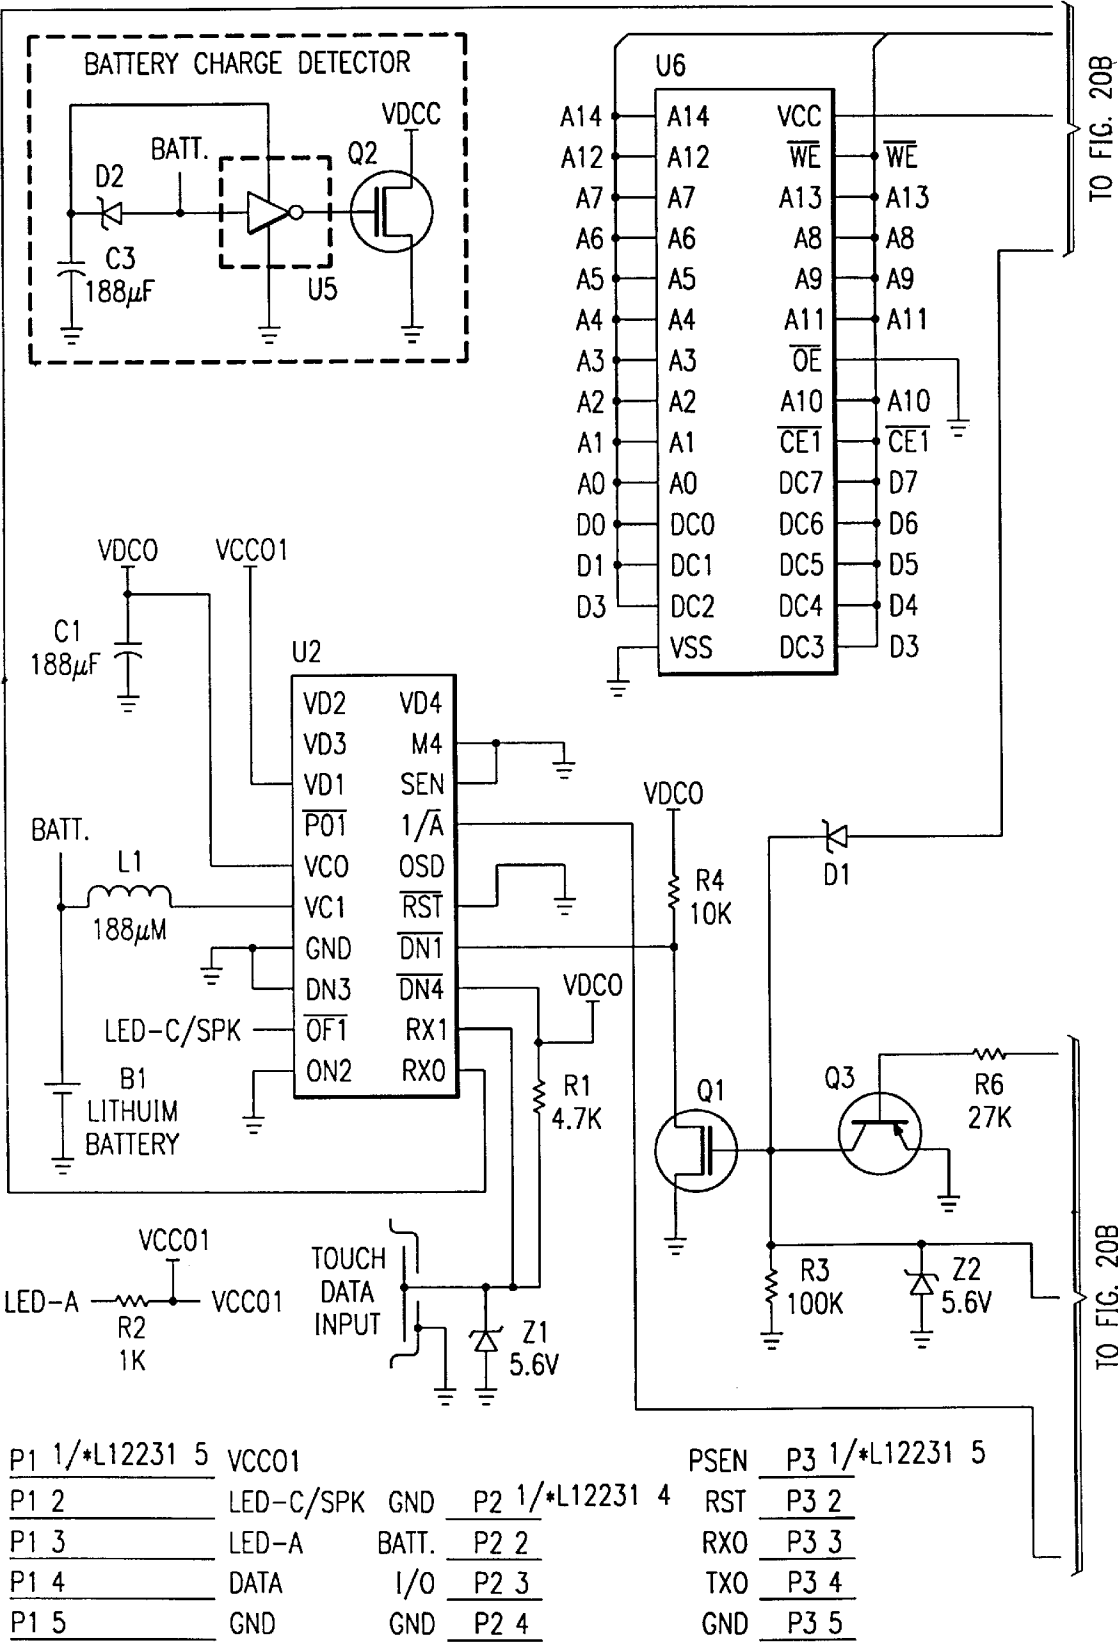 BATTERY CHARGE DETECTOR
VDCC
BATT.
Q2
D2
C3
188μF
U5
U6
A14 A14 VCC
A12 A12 WE WE
A7 A7 A13 A13
A6 A6 A8 A8
A5 A5 A9 A9
A4 A4 A11 A11
A3 A3 OE
A2 A2 A10 A10
A1 A1 CE1 CE1
A0 A0 DC7 D7
D0 DC0 DC6 D6
D1 DC1 DC5 D5
D3 DC2 DC4 D4
VSS DC3 D3
TO FIG. 20B
VDCO
VCCO1
C1
188μF
U2
VD2 VD4
VD3 M4
VD1 SEN
PO1 1/A
VCO OSD
VC1 RST
GND DN1
DN3 DN4
OF1 RX1
ON2 RXO
BATT.
L1
188μM
LED-C/SPK
B1
LITHUIM
BATTERY
VDCO
R4
10K
D1
VDCO
R1
4.7K
Q1
Q3
R6
27K
R3
100K
Z2
5.6V
TO FIG. 20B
VCCO1
LED-A
VCCO1
R2
1K
TOUCH
DATA
INPUT
Z1
5.6V
P1 1/*L12231 5 VCCO1
P1 2 LED-C/SPK
P1 3 LED-A
P1 4 DATA
P1 5 GND
GND P2 1/*L12231 4
BATT. P2 2
I/O P2 3
GND P2 4
PSEN P3 1/*L12231 5
RST P3 2
RXO P3 3
TXO P3 4
GND P3 5